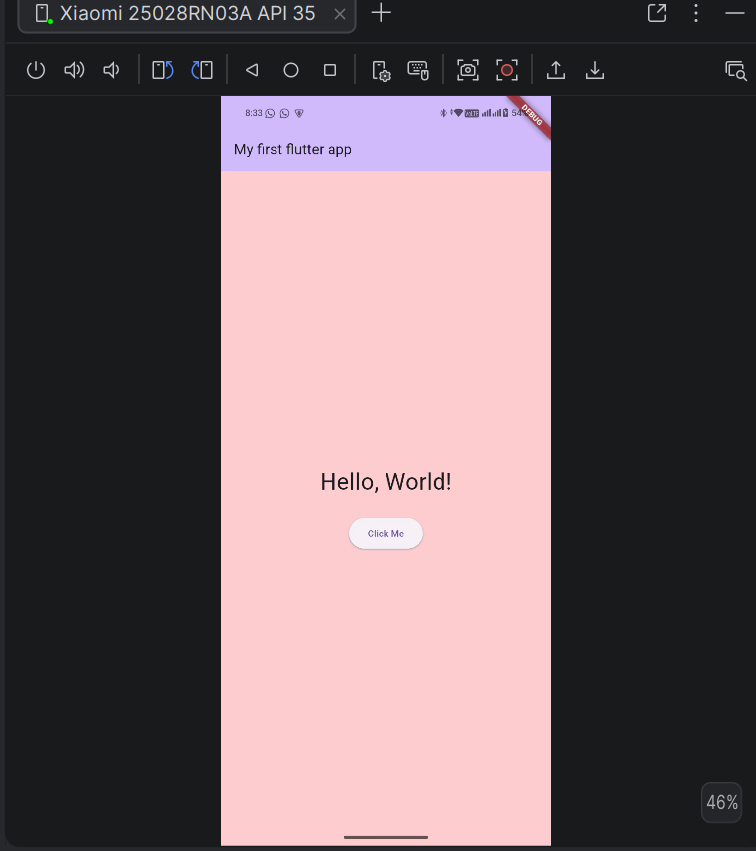 Xiaomi 25028RN03A API 35
8:33
DEBUG
My first flutter app
Hello, World!
Click Me
46%